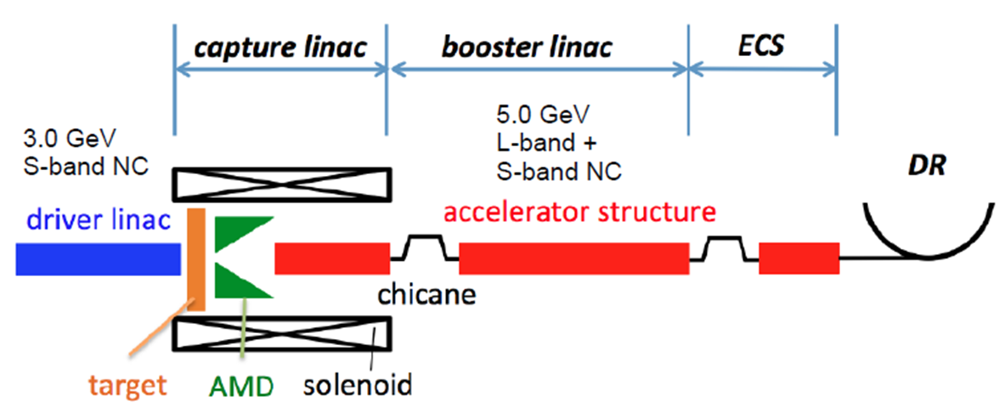 capture linac
booster linac
ECS
3.0 GeV
S-band NC
5.0 GeV
L-band +
S-band NC
DR
driver linac
accelerator structure
chicane
target
AMD
solenoid